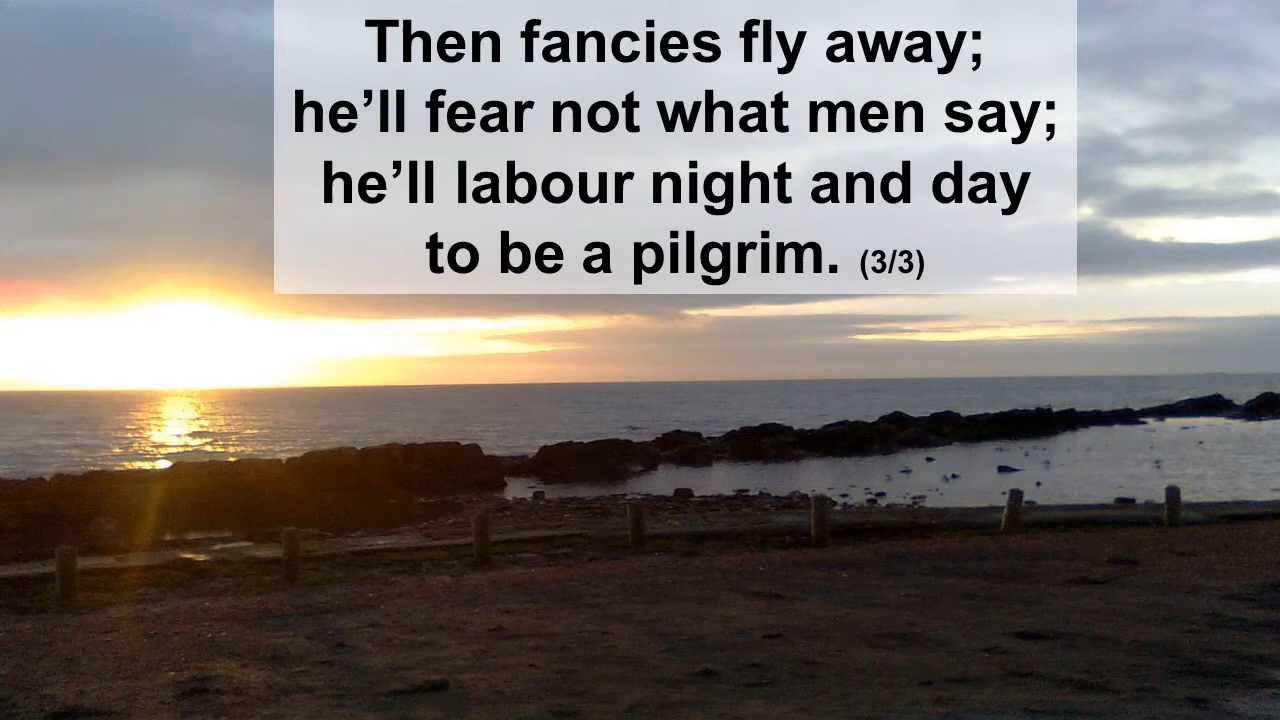 Then fancies fly away;
he’ll fear not what men say;
he’ll labour night and day
to be a pilgrim. (3/3)